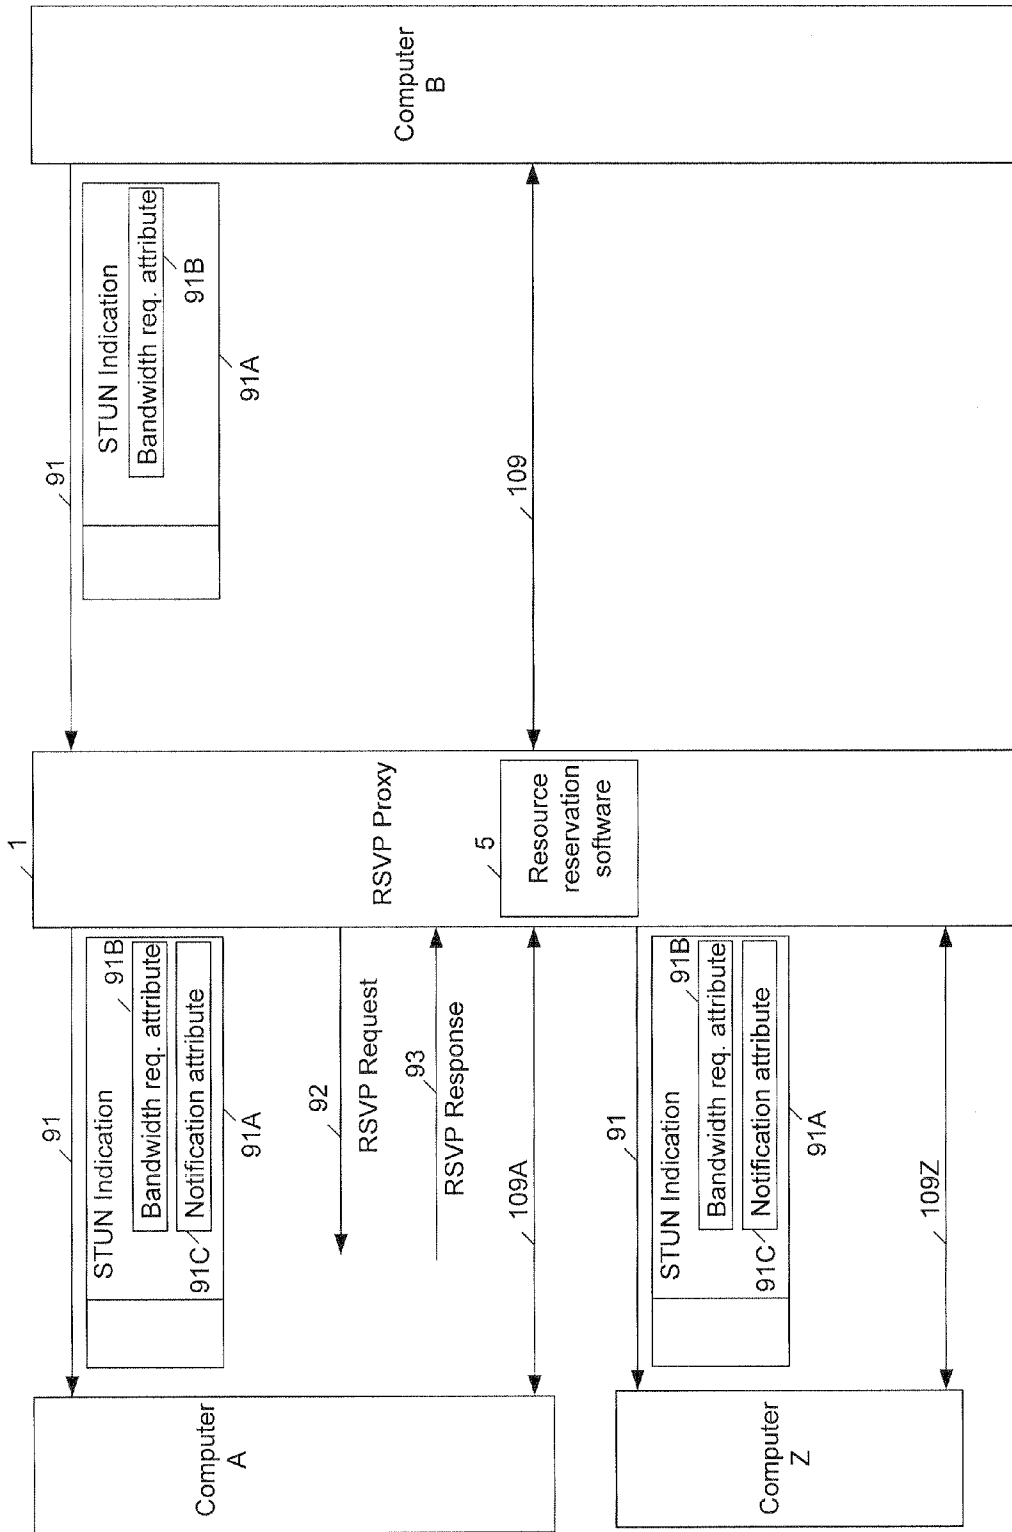 Computer
A
91
STUN Indication
91B
Bandwidth req. attribute
91C
Notification attribute
91A
92
RSVP Request
93
RSVP Response
109A
Computer
Z
91
STUN Indication
91B
Bandwidth req. attribute
91C
Notification attribute
91A
109Z
1
RSVP Proxy
5
Resource
reservation
software
91
STUN Indication
Bandwidth req. attribute
91B
91A
109
Computer
B